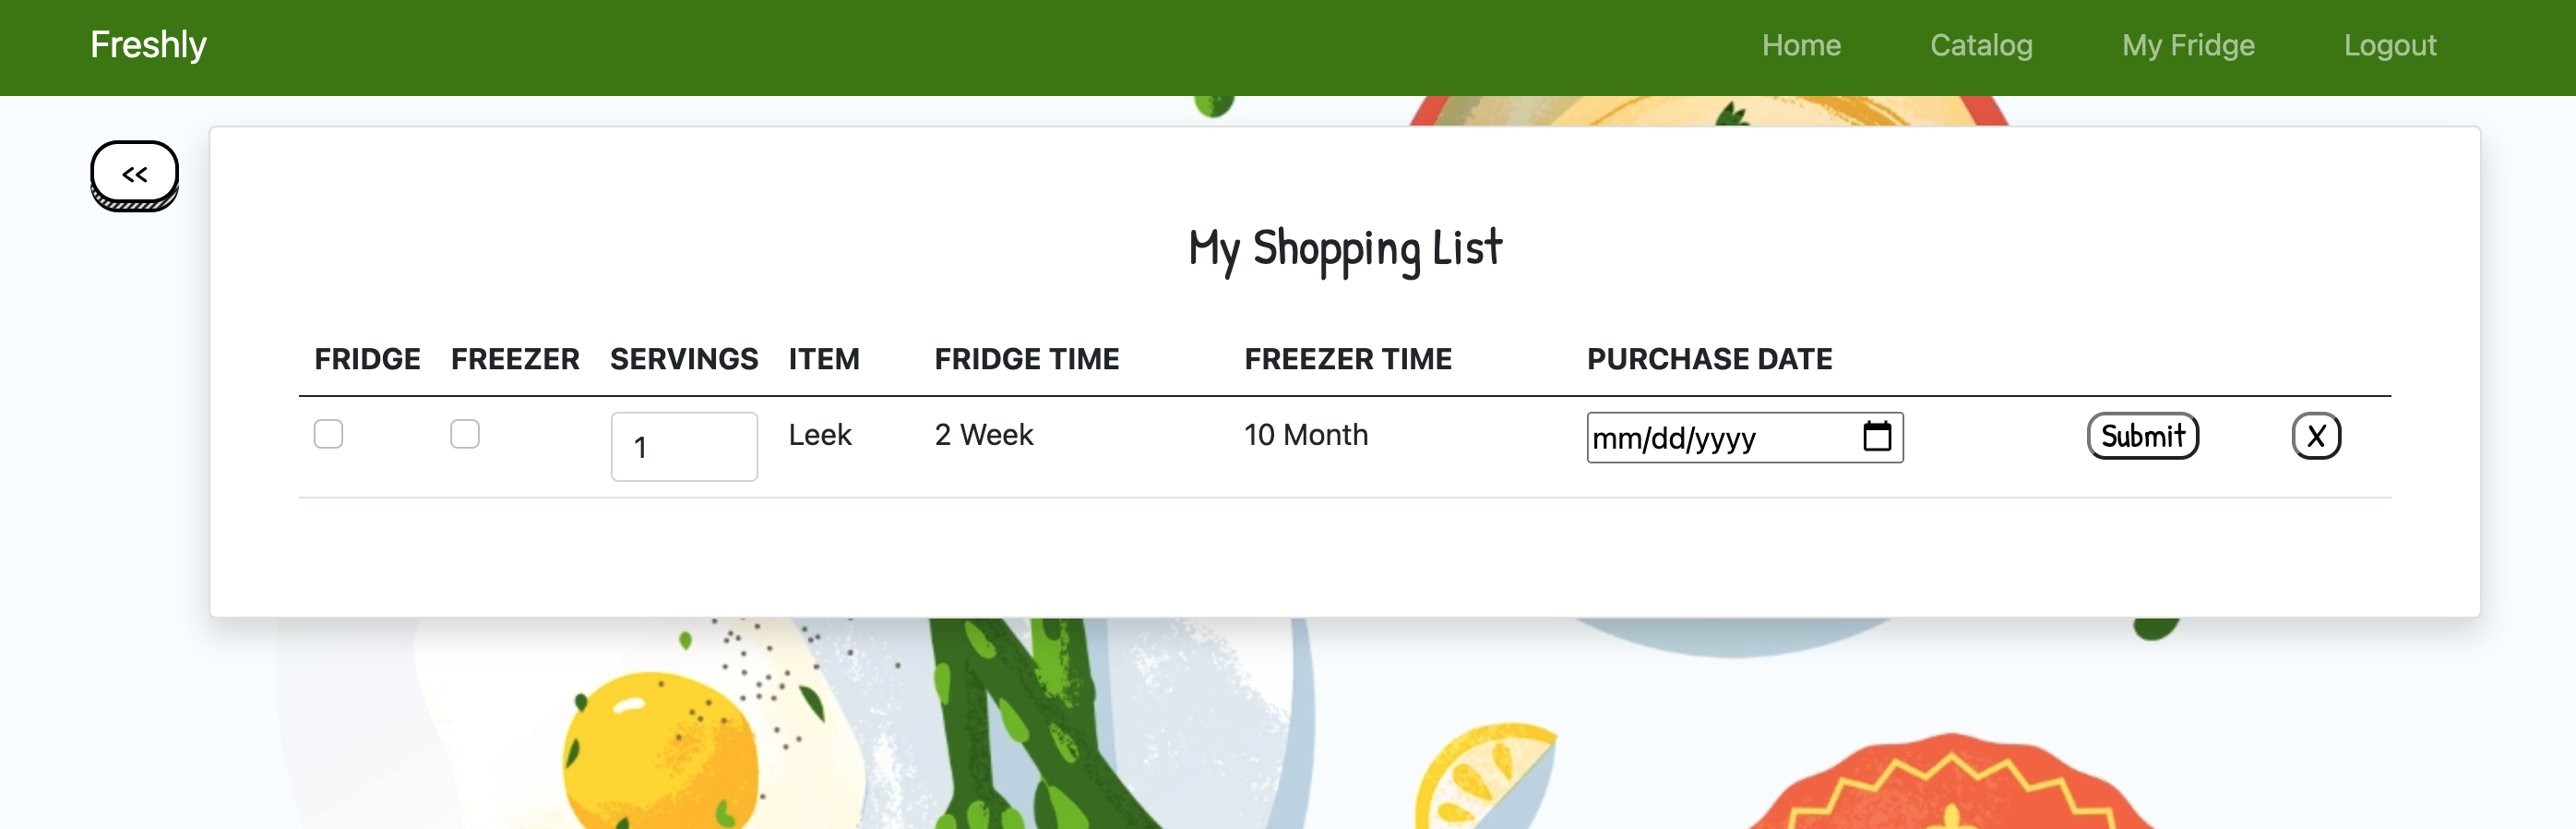 Freshly Home Catalog My Fridge Logout
<<
My Shopping List
FRIDGE FREEZER SERVINGS ITEM FRIDGE TIME FREEZER TIME PURCHASE DATE
1 Leek 2 Week 10 Month mm/dd/yyyy Submit X